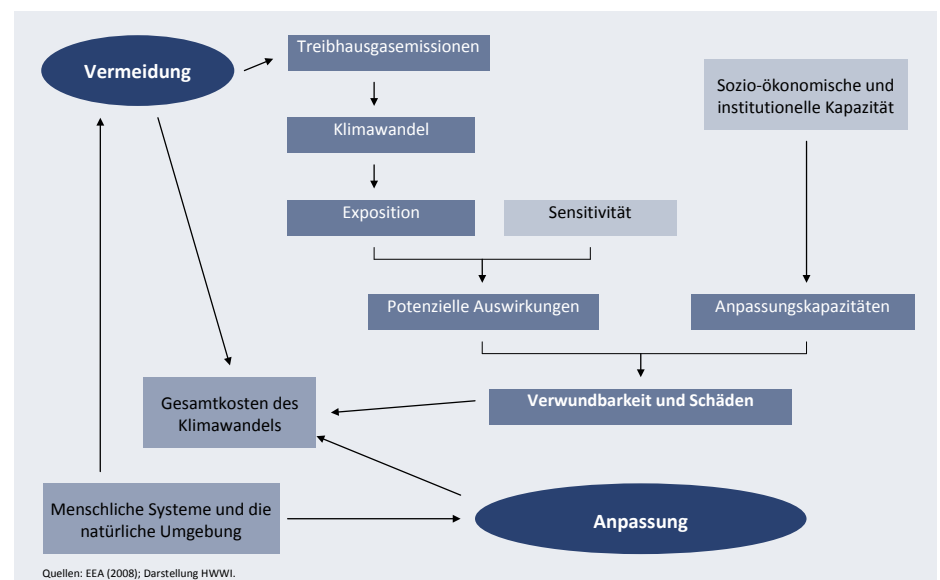 Treibhausgasemissionen
Vermeidung
Sozio-ökonomische und
institutionelle Kapazität
Klimawandel
Exposition
Sensitivität
Potenzielle Auswirkungen
Anpassungskapazitäten
Verwundbarkeit und Schäden
Gesamtkosten des
Klimawandels
Menschliche Systeme und die
natürliche Umgebung
Anpassung
Quellen: EEA (2008); Darstellung HWWI.